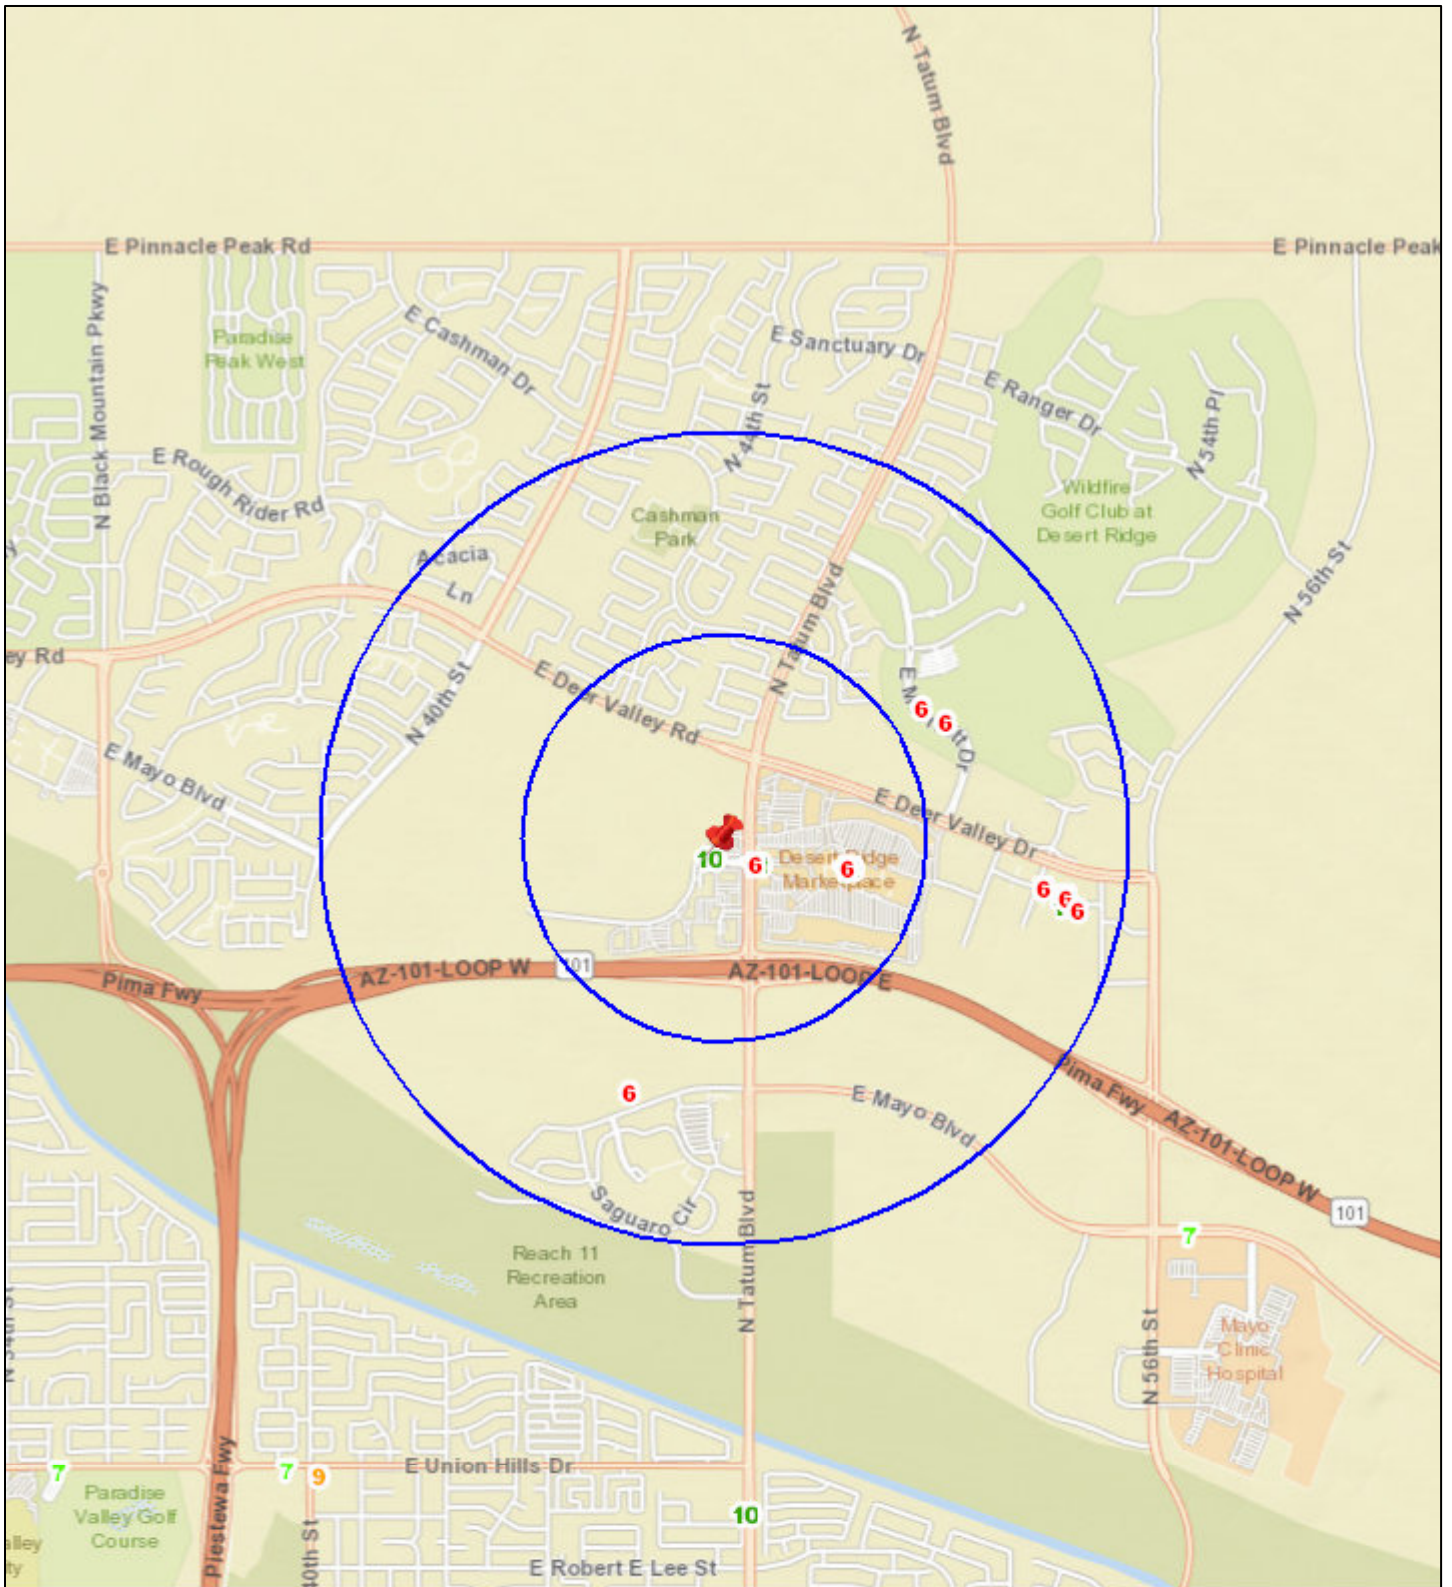 N Tatum Blvd
E Pinnacle Peak Rd
E Pinnacle Peak
N Black Mountain Pkwy
Paradise
Peak West
E Cashman Dr
E Sanctuary Dr
E Ranger Dr
N 44th St
N 54th Pl
E Rough Rider Rd
Wildfire
Golf Club at
Desert Ridge
Cashman
Park
Acacia
Ln
N 56th St
N Tatum Blvd
ey Rd
E Deer Valley Rd
N 40th St
6
6
E Mayo Blvd
E Deer Valley Dr
10
6
6
Desert Ridge
6
6
6
AZ-101-LOOP W
101
AZ-101-LOOP E
Pima Fwy
6
E Mayo Blvd
Pima Fwy
AZ-101-LOOP W
101
Saguaro Cir
N Tatum Blvd
7
Reach 11
Recreation
Area
Mayo
Clinic
Hospital
N 56th St
E Union Hills Dr
7
7
9
Paradise
Valley Golf
Course
Piestewa Fwy
40th St
10
alley
ty
E Robert E Lee St